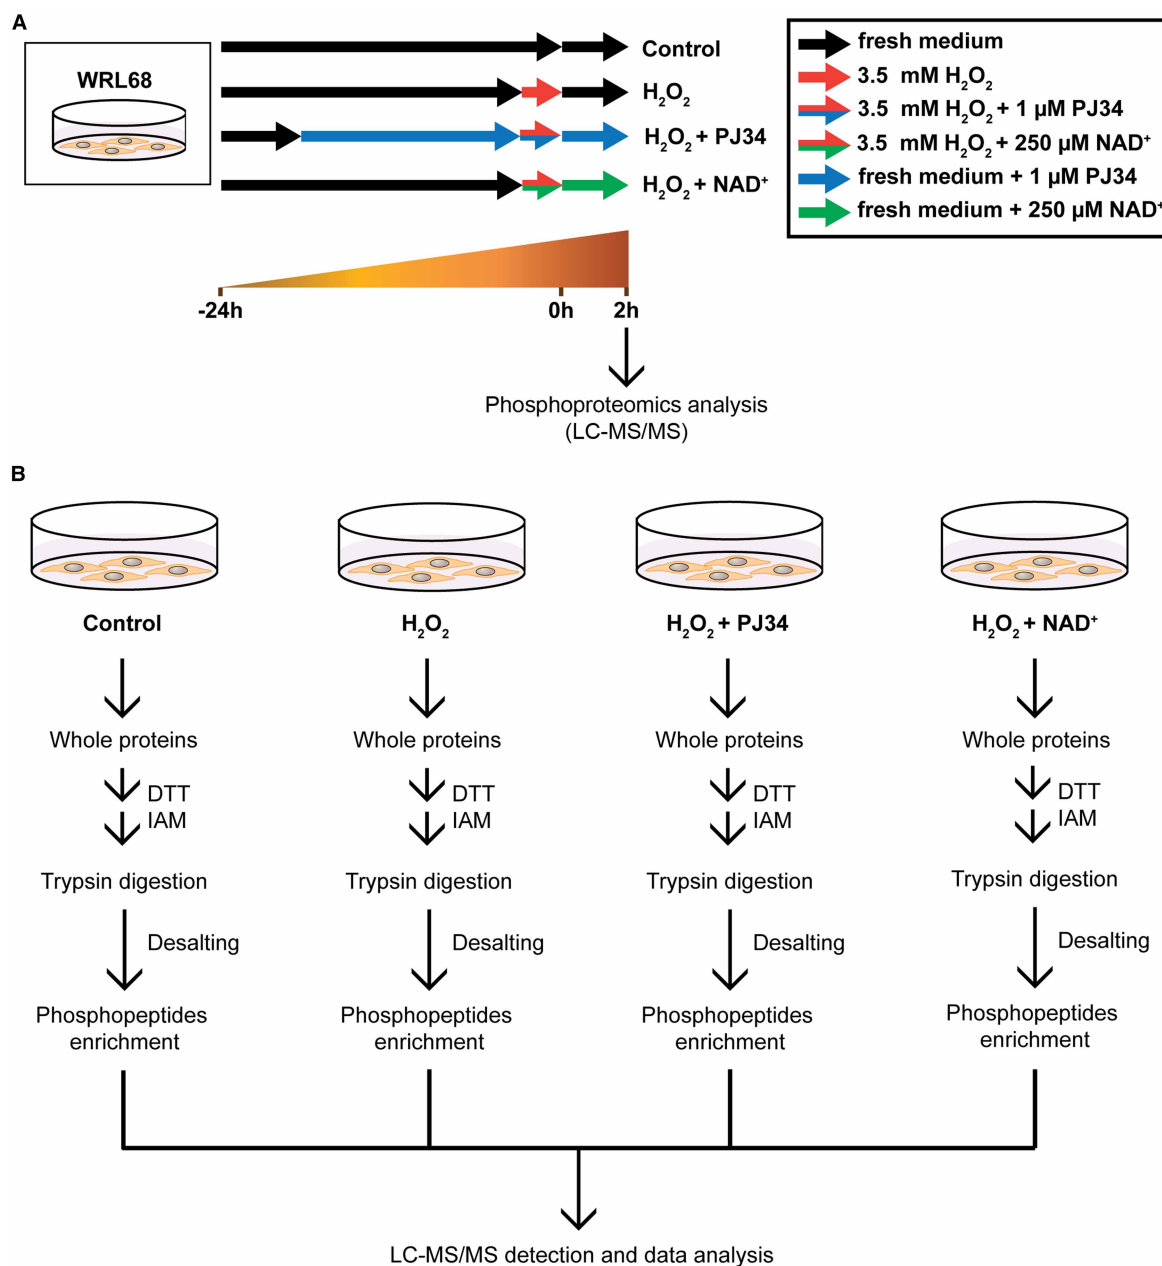 A
WRL68
Control
H₂O₂
H₂O₂ + PJ34
H₂O₂ + NAD⁺
fresh medium
3.5 mM H₂O₂
3.5 mM H₂O₂ + 1 µM PJ34
3.5 mM H₂O₂ + 250 µM NAD⁺
fresh medium + 1 µM PJ34
fresh medium + 250 µM NAD⁺
-24h 0h 2h
Phosphoproteomics analysis
(LC-MS/MS)
B
Control H₂O₂ H₂O₂ + PJ34 H₂O₂ + NAD⁺
Whole proteins Whole proteins Whole proteins Whole proteins
DTT DTT DTT DTT
IAM IAM IAM IAM
Trypsin digestion Trypsin digestion Trypsin digestion Trypsin digestion
Desalting Desalting Desalting Desalting
Phosphopeptides Phosphopeptides Phosphopeptides Phosphopeptides
enrichment enrichment enrichment enrichment
LC-MS/MS detection and data analysis